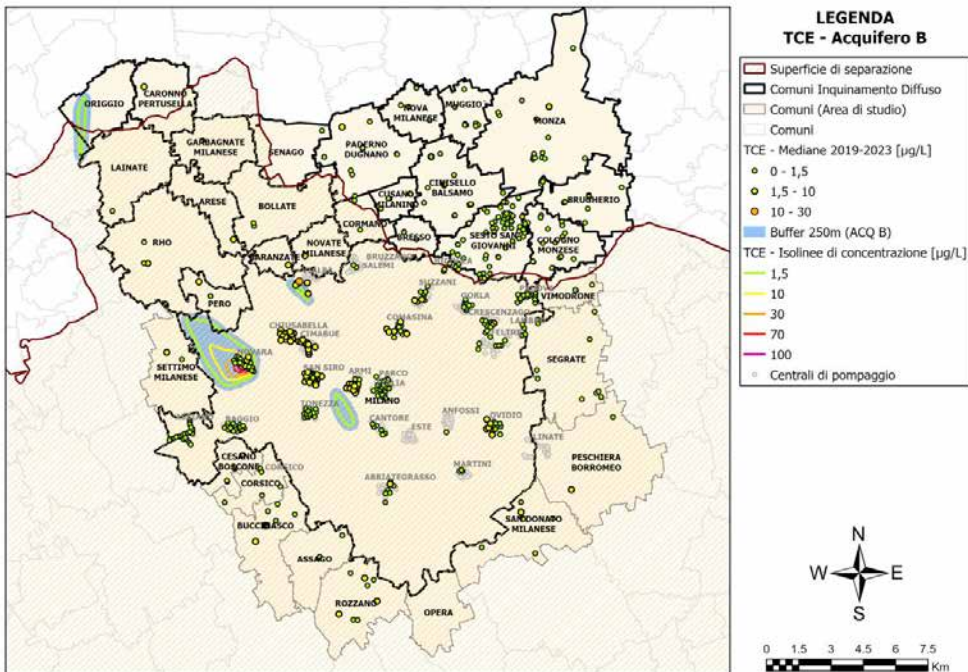 LEGENDA
TCE - Acquifero B
Superficie di separazione
Comuni Inquinamento Diffuso
Comuni (Area di studio)
Comuni
TCE - Mediane 2019-2023 [µg/L]
0 - 1,5
1,5 - 10
10 - 30
Buffer 250m (ACQ B)
TCE - Isolinee di concentrazione [µg/L]
1,5
10
30
70
100
Centrali di pompaggio
ORIGGIO
CARONNO
PERTUSELLA
NOVA
MILANESE
MUGGIO
MONZA
GARBAGNATE
MILANESE
SENAGO
PADERNO
DUGNANO
LAINATE
ARESE
BOLLATE
CUSANO
MILANINO
CINISELLO
BALSAMO
BRUGHERIO
CORMANO
BRESSO
SESTO SAN
GIOVANNI
COLOGNO
MONZESE
RHO
BARANZATE
NOVATE
MILANESE
BRUZZANO
SALEMI
SUZZANI
GORLA
CRESCENZAGO
VIMODRONE
PERO
CHIUSABELLA
CIMABUE
COMASINA
FELTRE
SEGRATE
SETTIMO
MILANESE
SAN SIRO
ARMI
PARCO
MILANO
TONEZZA
CANTORE
ESTE
ANFOSSI
OVIDIO
LINATE
BAGGIO
CESANO
BOSCONE
CORSICO
CORSICO
ABBIATEGRASSO
MARTINI
PESCHIERA
BORROMEO
BUCCINASCO
SAN DONATO
MILANESE
ASSAGO
ROZZANO
OPERA
N
W
E
S
0 1.5 3 4.5 6 7.5
Km